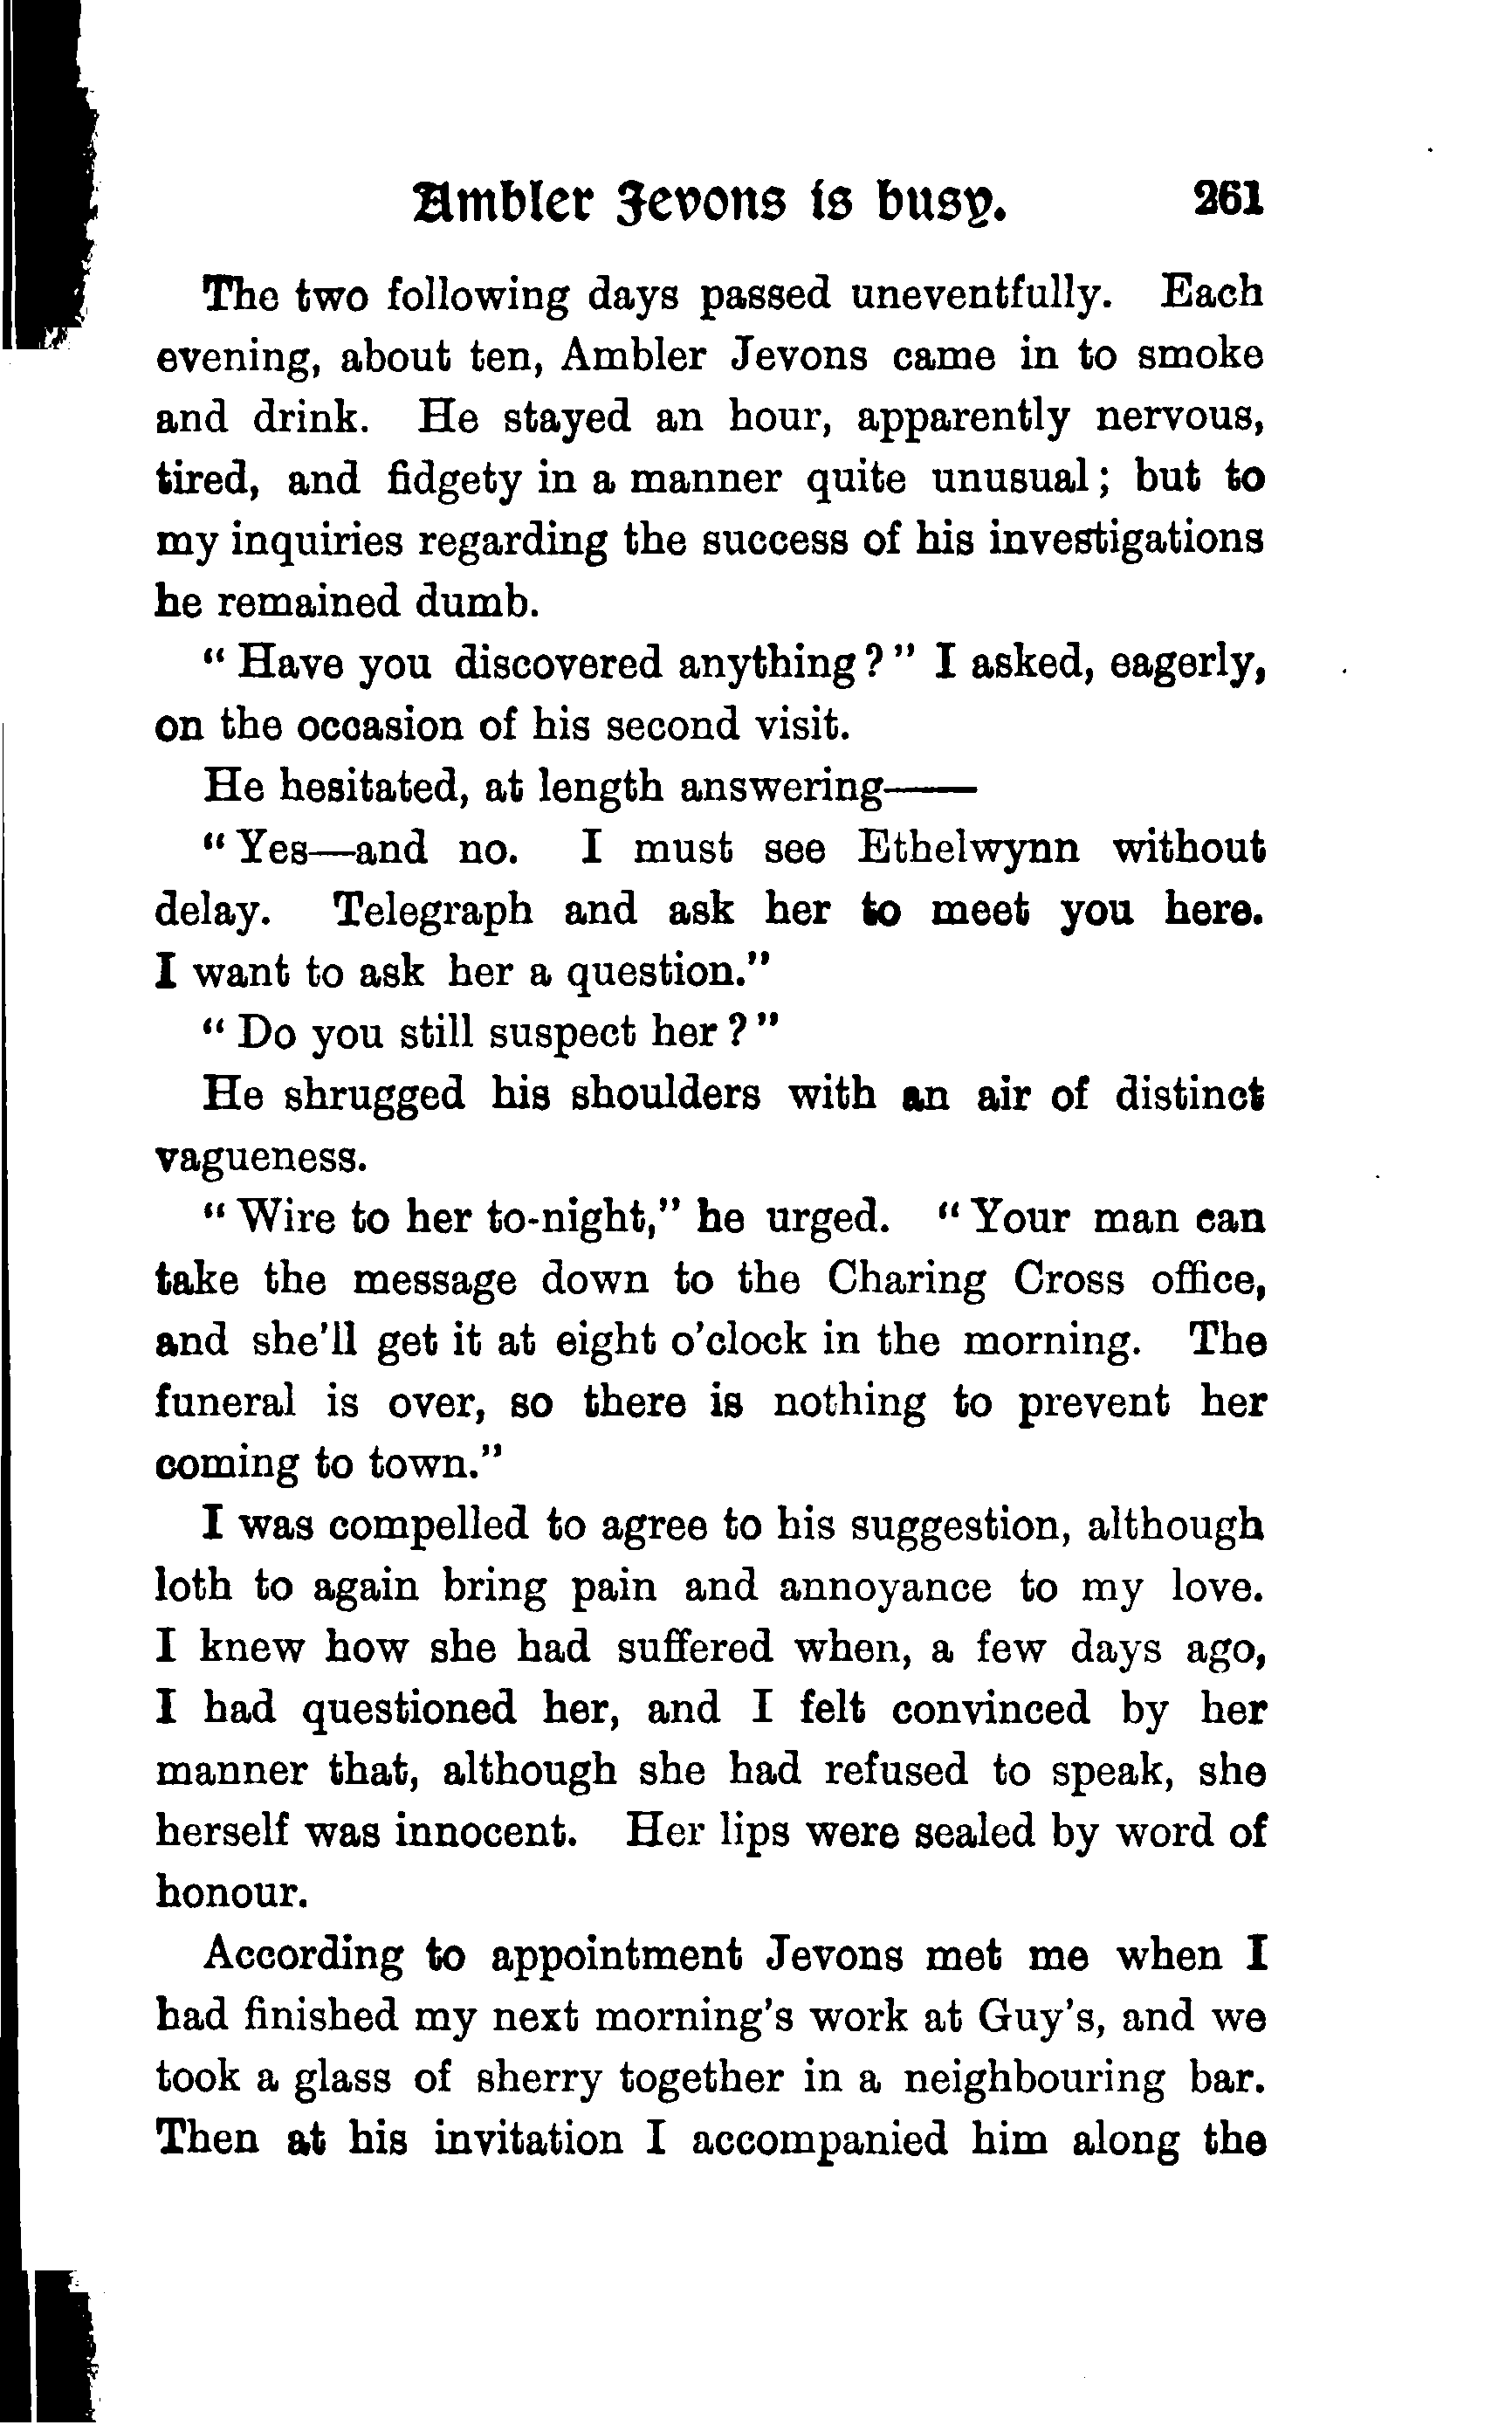 Ambler Jevons is busy. 261
The two following days passed uneventfully. Each
evening, about ten, Ambler Jevons came in to smoke
and drink. He stayed an hour, apparently nervous,
tired, and fidgety in a manner quite unusual; but to
my inquiries regarding the success of his investigations
he remained dumb.
"Have you discovered anything?" I asked, eagerly,
on the occasion of his second visit.
He hesitated, at length answering——
"Yes—and no. I must see Ethelwynn without
delay. Telegraph and ask her to meet you here.
I want to ask her a question."
"Do you still suspect her?"
He shrugged his shoulders with an air of distinct
vagueness.
"Wire to her to-night," he urged. "Your man can
take the message down to the Charing Cross office,
and she'll get it at eight o'clock in the morning. The
funeral is over, so there is nothing to prevent her
coming to town."
I was compelled to agree to his suggestion, although
loth to again bring pain and annoyance to my love.
I knew how she had suffered when, a few days ago,
I had questioned her, and I felt convinced by her
manner that, although she had refused to speak, she
herself was innocent. Her lips were sealed by word of
honour.
According to appointment Jevons met me when I
had finished my next morning's work at Guy's, and we
took a glass of sherry together in a neighbouring bar.
Then at his invitation I accompanied him along the